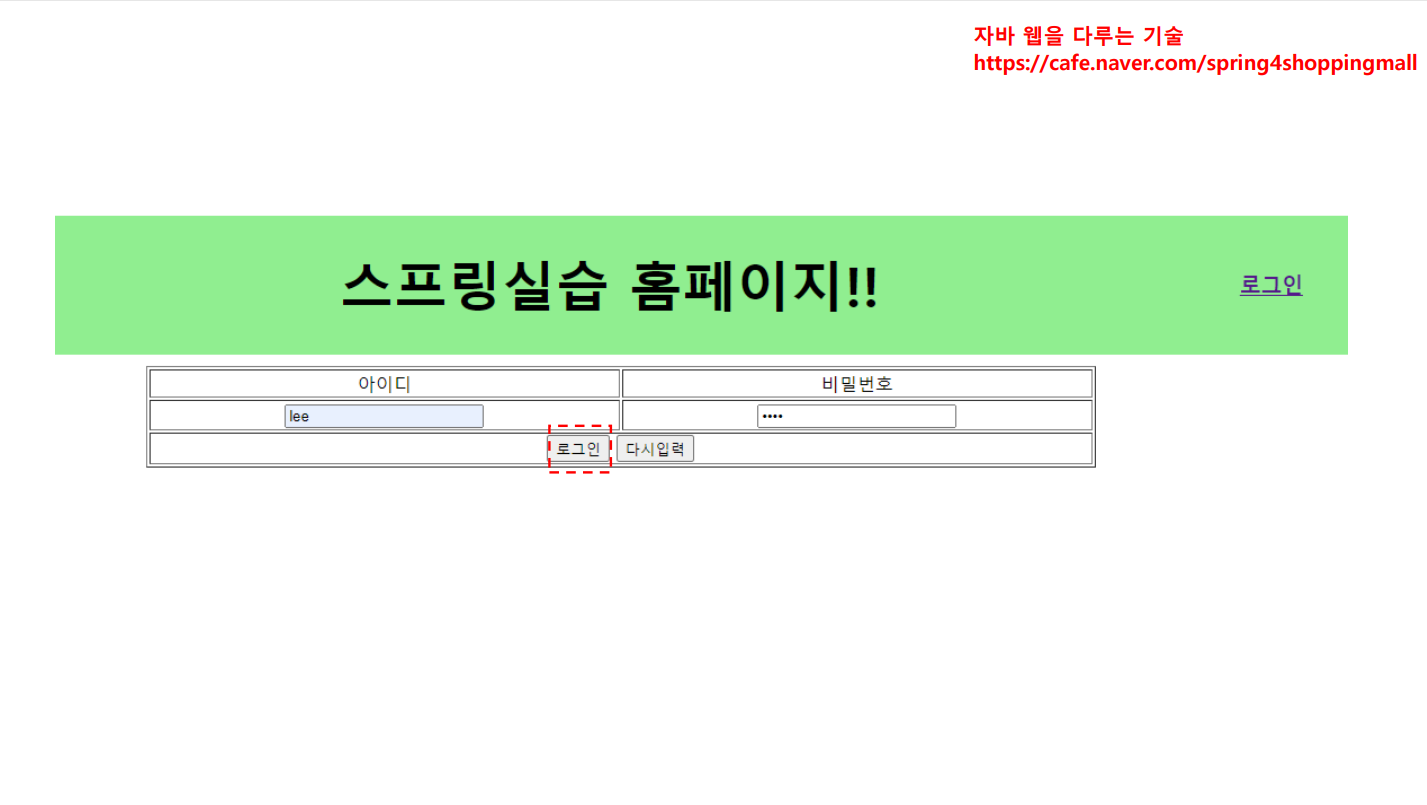 자바 웹을 다루는 기술
https://cafe.naver.com/spring4shoppingmall
스프링실습 홈페이지!!
로그인
아이디 비밀번호
lee ••••
로그인 다시입력